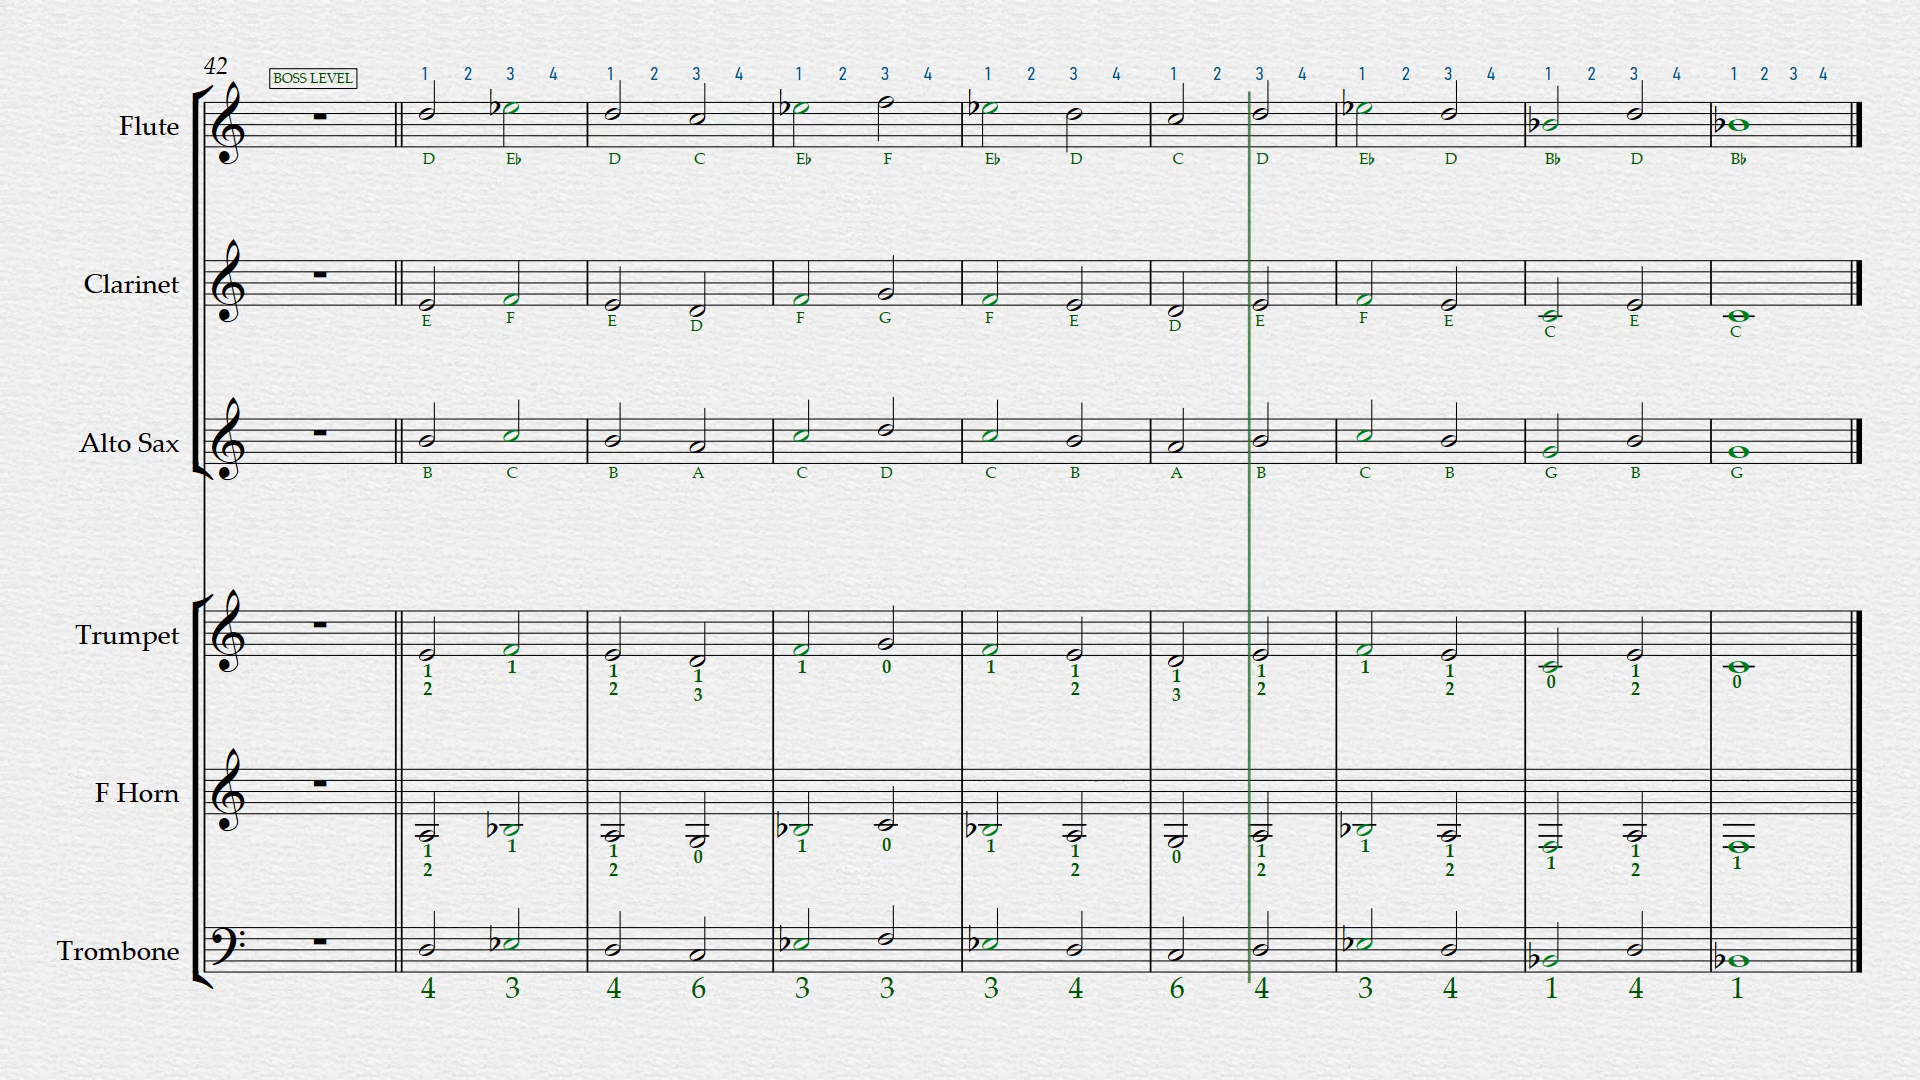 42
BOSS LEVEL
1 2 3 4 1 2 3 4 1 2 3 4 1 2 3 4 1 2 3 4 1 2 3 4 1 2 3 4 1 2 3 4
Flute
D E♭ D C E♭ F E♭ D C D E♭ D B♭ D B♭
Clarinet
E F E D F G F E D E F E C E C
Alto Sax
B C B A C D C B A B C B G B G
Trumpet
1 1 1 1 1 0 1 1 1 1 1 1 0 1 0
2 2 3 2 3 2 2 2
F Horn
1 1 1 0 1 0 1 1 0 1 1 1 1 1 1
2 2 2 2 2 2
Trombone
4 3 4 6 3 3 3 4 6 4 3 4 1 4 1